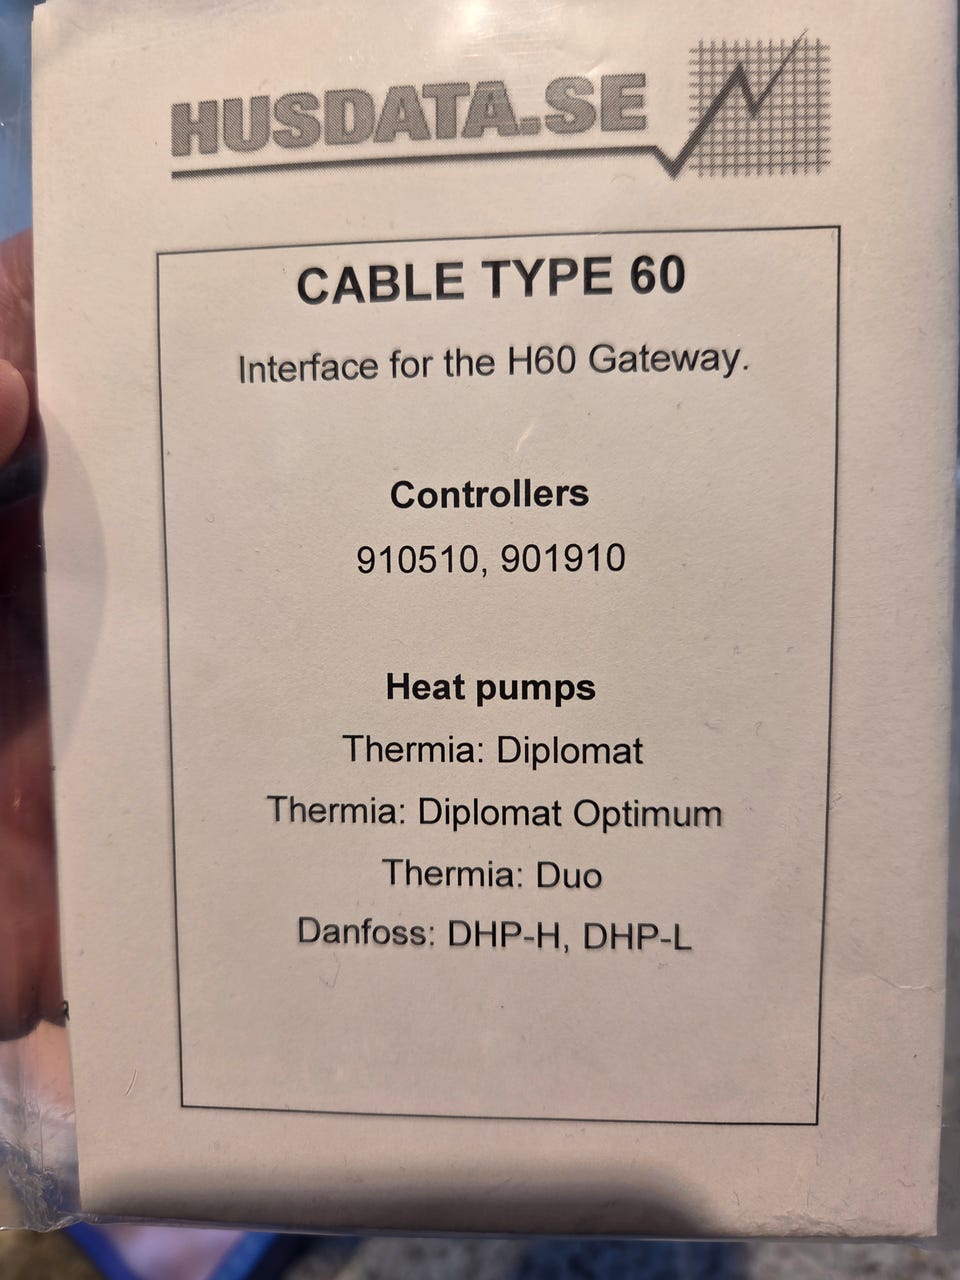 HUSDATA.SE
CABLE TYPE 60
Interface for the H60 Gateway.
Controllers
910510, 901910
Heat pumps
Thermia: Diplomat
Thermia: Diplomat Optimum
Thermia: Duo
Danfoss: DHP-H, DHP-L